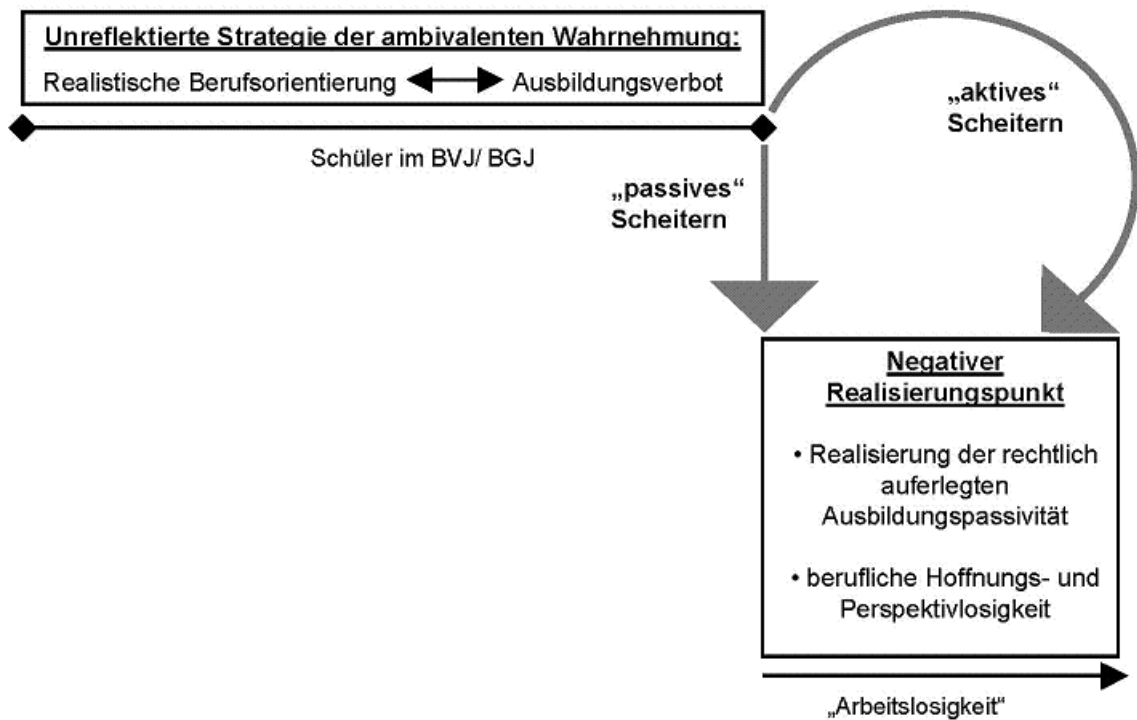 Unreflektierte Strategie der ambivalenten Wahrnehmung:
Realistische Berufsorientierung Ausbildungsverbot
Schüler im BVJ/ BGJ
„aktives“
Scheitern
„passives“
Scheitern
Negativer
Realisierungspunkt
• Realisierung der rechtlich
auferlegten
Ausbildungspassivität
• berufliche Hoffnungs- und
Perspektivlosigkeit
„Arbeitslosigkeit“